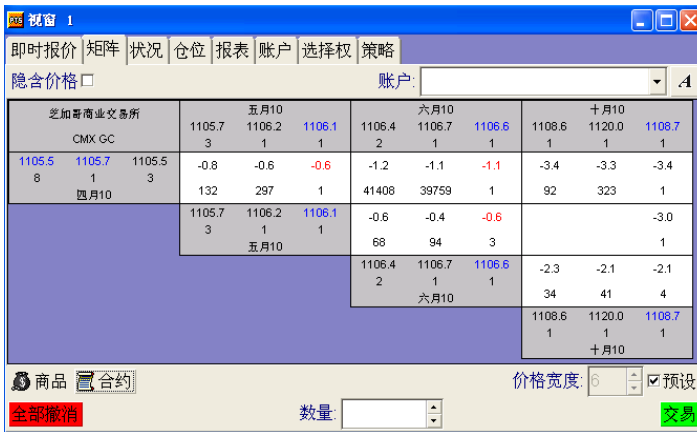 CTS 视窗 1
即时报价 矩阵 状况 仓位 报表 账户 选择权 策略
隐含价格 账户: A
芝加哥商业交易所 五月10 六月10 十月10
CMX GC 1105.7 1106.2 1106.1 1106.4 1106.7 1106.6 1108.6 1120.0 1108.7
3 1 1 2 1 1 1 1 1
1105.5 1105.7 1105.5 -0.8 -0.6 -0.6 -1.2 -1.1 -1.1 -3.4 -3.3 -3.4
8 1 3 132 297 1 41408 39759 1 92 323 1
四月10
1105.7 1106.2 1106.1 -0.6 -0.4 -0.6 -3.0
3 1 1 68 94 3 1
五月10
1106.4 1106.7 1106.6 -2.3 -2.1 -2.1
2 1 1 34 41 4
六月10
1108.6 1120.0 1108.7
1 1 1
十月10
商品 合约 价格宽度: 6 预设
全部撤消 数量: 交易